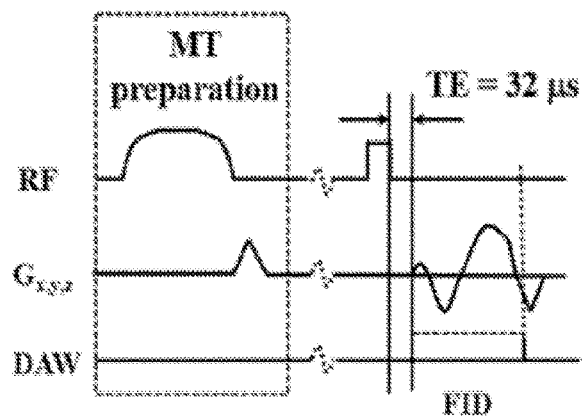 MT
preparation
TE = 32 μs
RF
Gx,y,z
DAW
FID